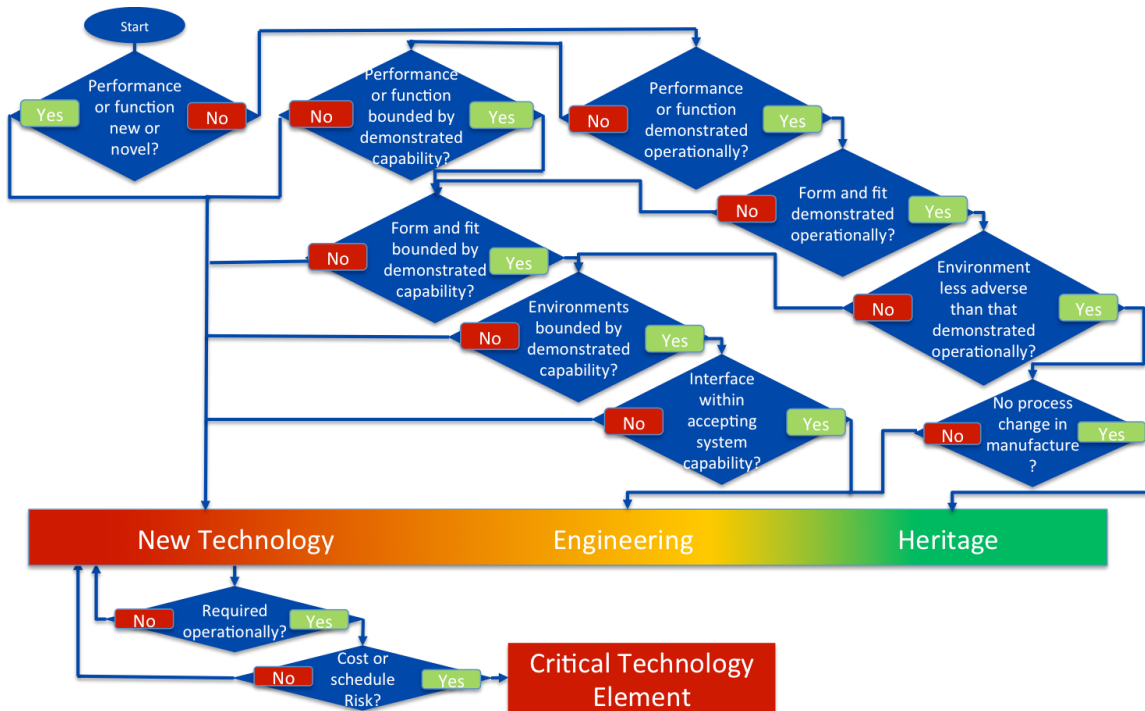 Start
Performance
or function
new or
novel?
Yes
No
Performance
or function
bounded by
demonstrated
capability?
No
Yes
Performance
or function
demonstrated
operationally?
No
Yes
Form and fit
demonstrated
operationally?
No
Yes
Form and fit
bounded by
demonstrated
capability?
No
Yes
Environment
less adverse
than that
demonstrated
operationally?
No
Yes
Environments
bounded by
demonstrated
capability?
No
Yes
Interface
within
accepting
system
capability?
No
Yes
No process
change in
manufacture
?
No
Yes
New Technology
Engineering
Heritage
Required
operationally?
No
Yes
Cost or
schedule
Risk?
No
Yes
Critical Technology
Element